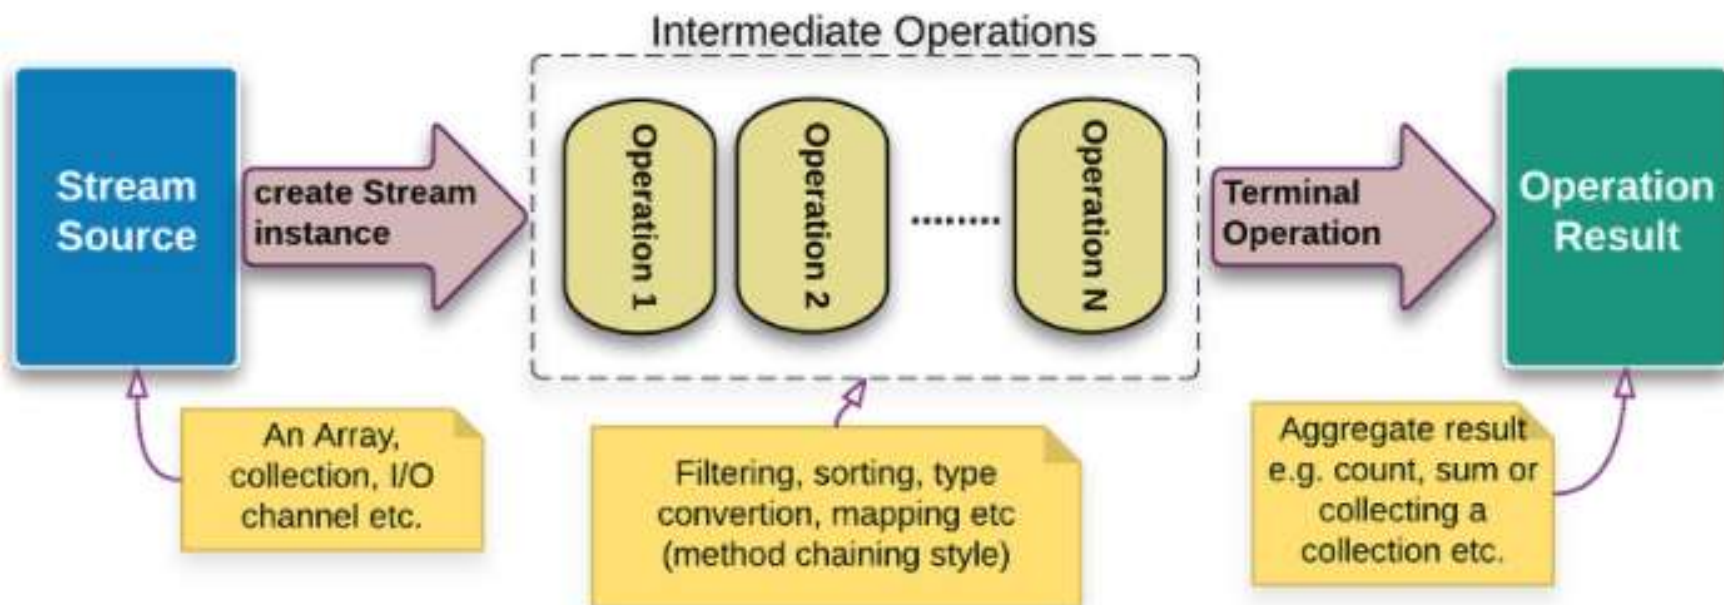 Intermediate Operations
Stream
Source
create Stream
instance
Operation 1
Operation 2
........
Operation N
Terminal
Operation
Operation
Result
An Array,
collection, I/O
channel etc.
Filtering, sorting, type
convertion, mapping etc
(method chaining style)
Aggregate result
e.g. count, sum or
collecting a
collection etc.